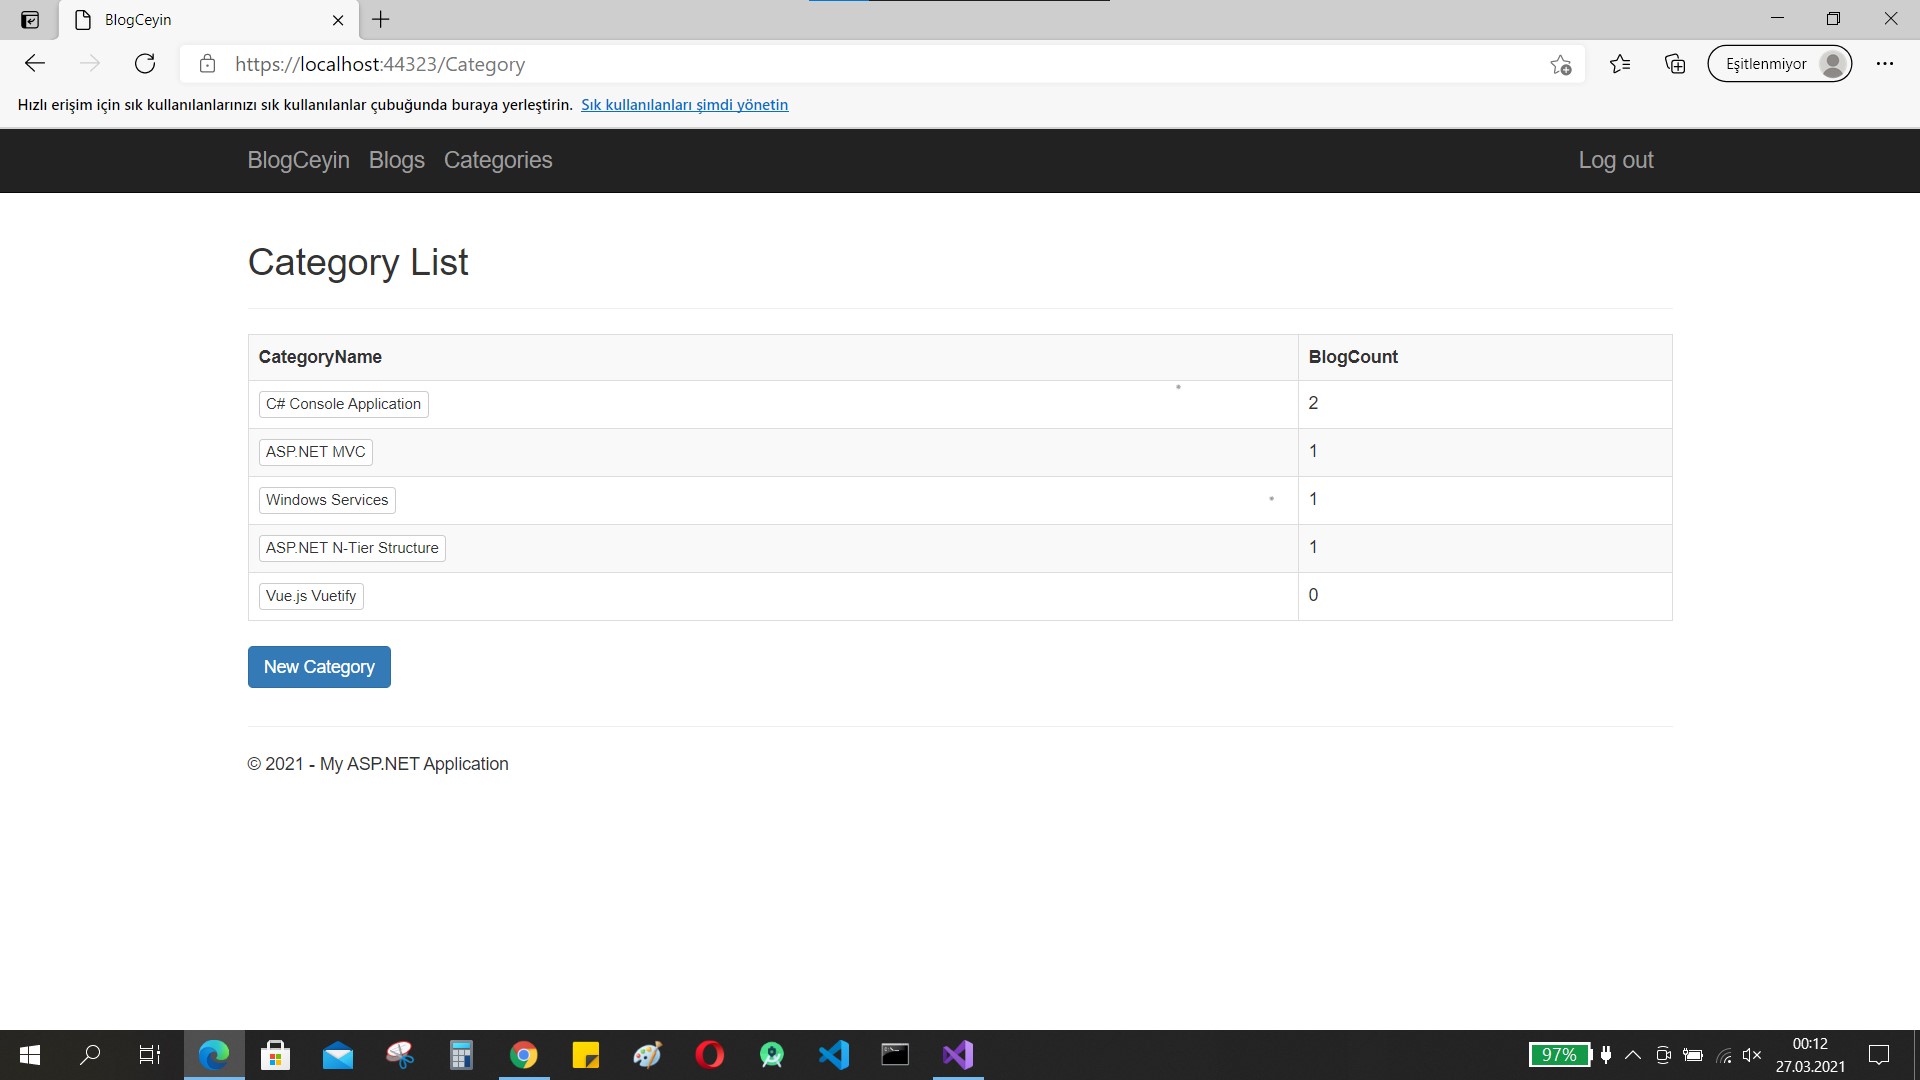 BlogCeyin
https://localhost:44323/Category
Eşitlenmiyor
Hızlı erişim için sık kullanılanlarınızı sık kullanılanlar çubuğunda buraya yerleştirin. Sık kullanılanları şimdi yönetin
BlogCeyin Blogs Categories Log out
Category List
CategoryName BlogCount
C# Console Application 2
ASP.NET MVC 1
Windows Services 1
ASP.NET N-Tier Structure 1
Vue.js Vuetify 0
New Category
© 2021 - My ASP.NET Application
97%
00:12
27.03.2021